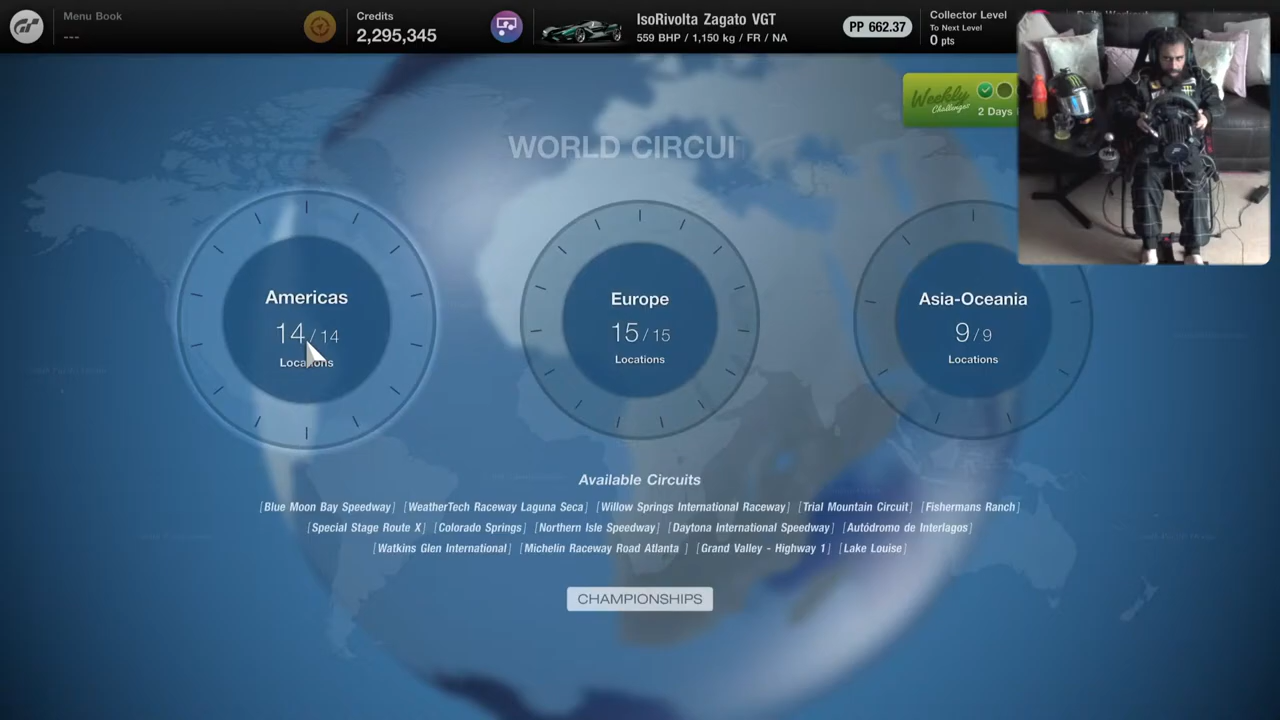 Menu Book
---
Credits
2,295,345
IsoRivolta Zagato VGT
559 BHP / 1,150 kg / FR / NA
PP 662.37
Collector Level
To Next Level
0 pts
Weekly
Challenges
2 Days
WORLD CIRCUI
Americas
14 / 14
Locations
Europe
15 / 15
Locations
Asia-Oceania
9 / 9
Locations
Available Circuits
[Blue Moon Bay Speedway] [WeatherTech Raceway Laguna Seca] [Willow Springs International Raceway] [Trial Mountain Circuit] [Fishermans Ranch]
[Special Stage Route X] [Colorado Springs] [Northern Isle Speedway] [Daytona International Speedway] [Autódromo de Interlagos]
[Watkins Glen International] [Michelin Raceway Road Atlanta ] [Grand Valley - Highway 1] [Lake Louise]
CHAMPIONSHIPS